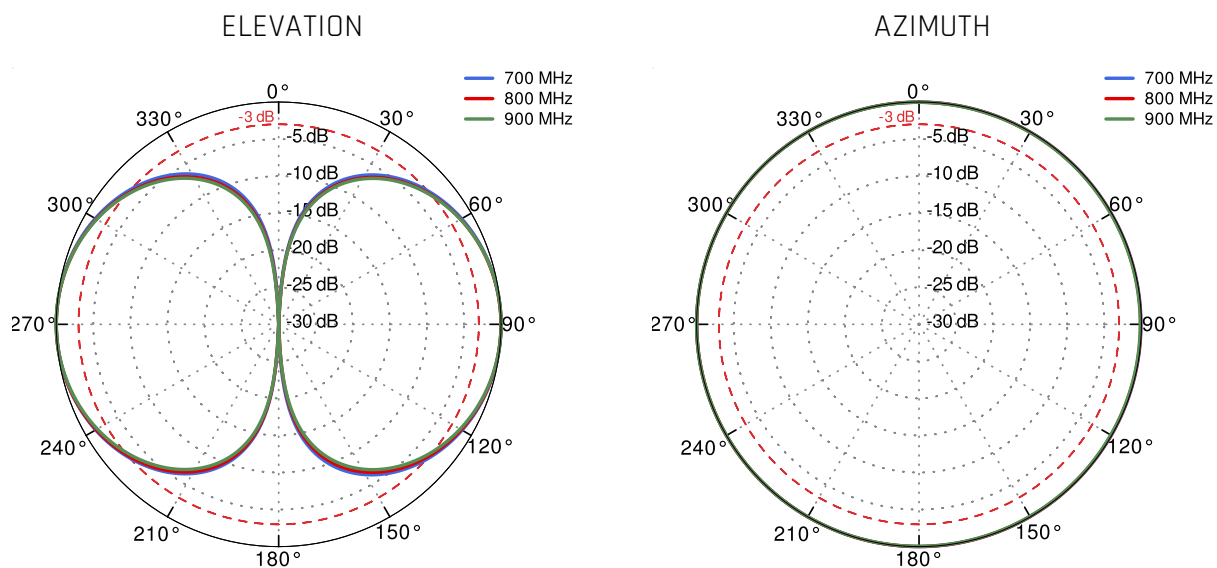 ELEVATION
700 MHz
800 MHz
900 MHz
0°
-3 dB
330°
30°
-5 dB
-10 dB
300°
-15 dB
60°
-20 dB
-25 dB
270°
-30 dB
90°
240°
120°
210°
150°
180°
AZIMUTH
700 MHz
800 MHz
900 MHz
0°
-3 dB
330°
30°
-5 dB
-10 dB
300°
-15 dB
60°
-20 dB
-25 dB
270°
-30 dB
90°
240°
120°
210°
150°
180°